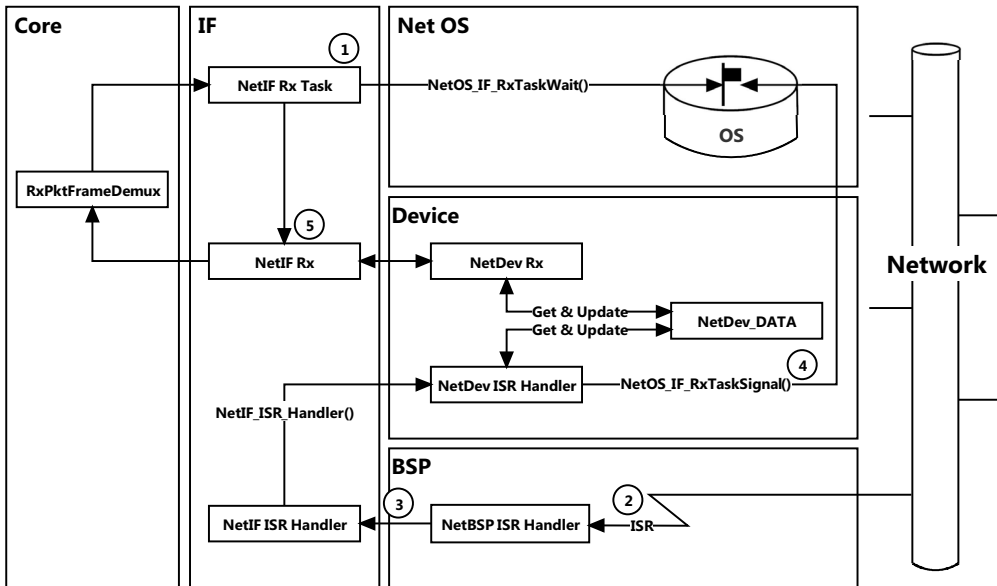 Core
IF
Net OS
1
NetIF Rx Task
NetOS_IF_RxTaskWait()
OS
RxPktFrameDemux
Device
5
NetIF Rx
NetDev Rx
Network
Get & Update
Get & Update
NetDev_DATA
4
NetDev ISR Handler
NetOS_IF_RxTaskSignal()
NetIF_ISR_Handler()
BSP
3
2
NetIF ISR Handler
NetBSP ISR Handler
ISR